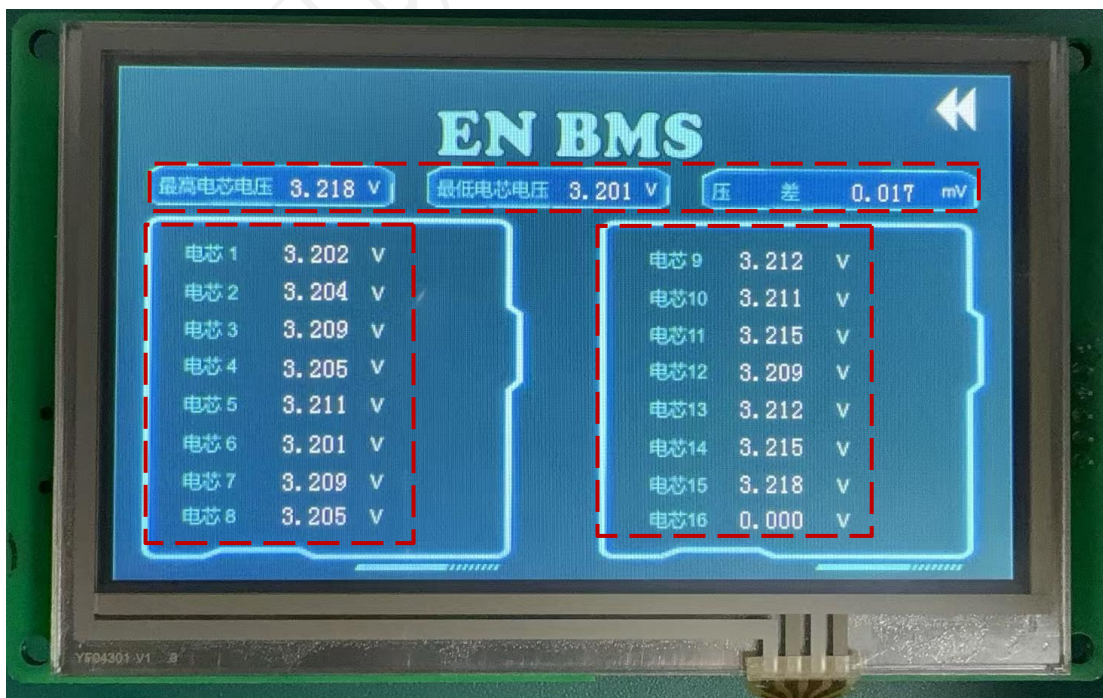 EN BMS
最高电芯电压 3.218 V 最低电芯电压 3.201 V 压 差 0.017 mV
电芯 1 3.202 V
电芯 2 3.204 V
电芯 3 3.209 V
电芯 4 3.205 V
电芯 5 3.211 V
电芯 6 3.201 V
电芯 7 3.209 V
电芯 8 3.205 V
电芯 9 3.212 V
电芯10 3.211 V
电芯11 3.215 V
电芯12 3.209 V
电芯13 3.212 V
电芯14 3.215 V
电芯15 3.218 V
电芯16 0.000 V